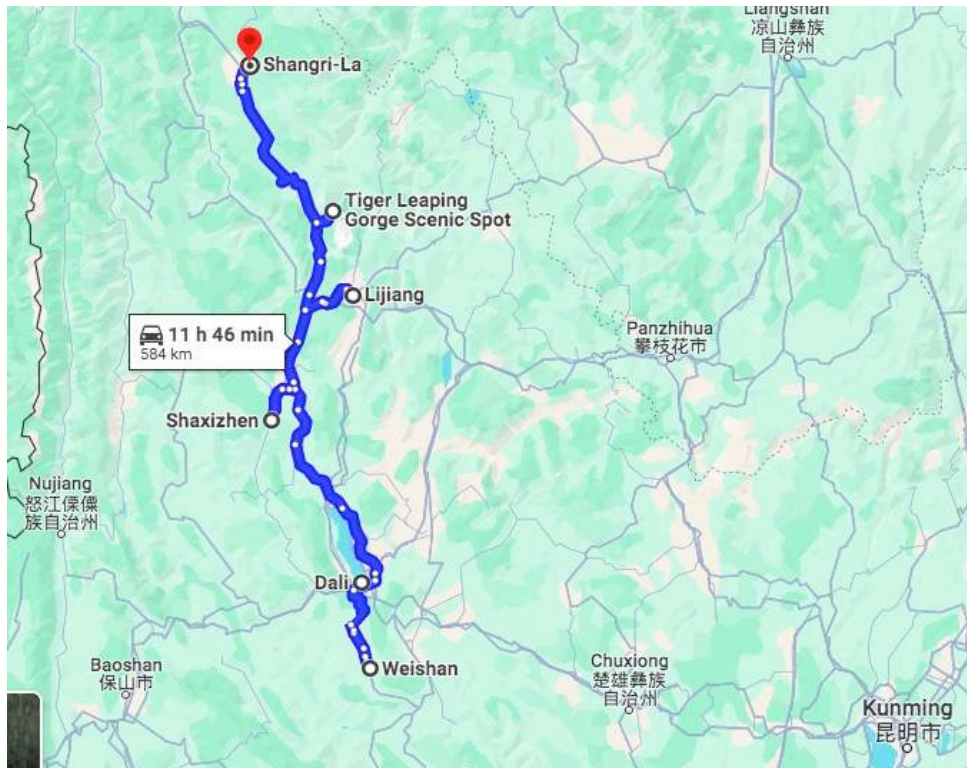 Liangshan
凉山彝族
自治州
Shangri-La
Tiger Leaping
Gorge Scenic Spot
Lijiang
11 h 46 min
584 km
Panzhihua
攀枝花市
Shaxizhen
Nujiang
怒江傈僳
族自治州
Dali
Weishan
Baoshan
保山市
Chuxiong
楚雄彝族
自治州
Kunming
昆明市